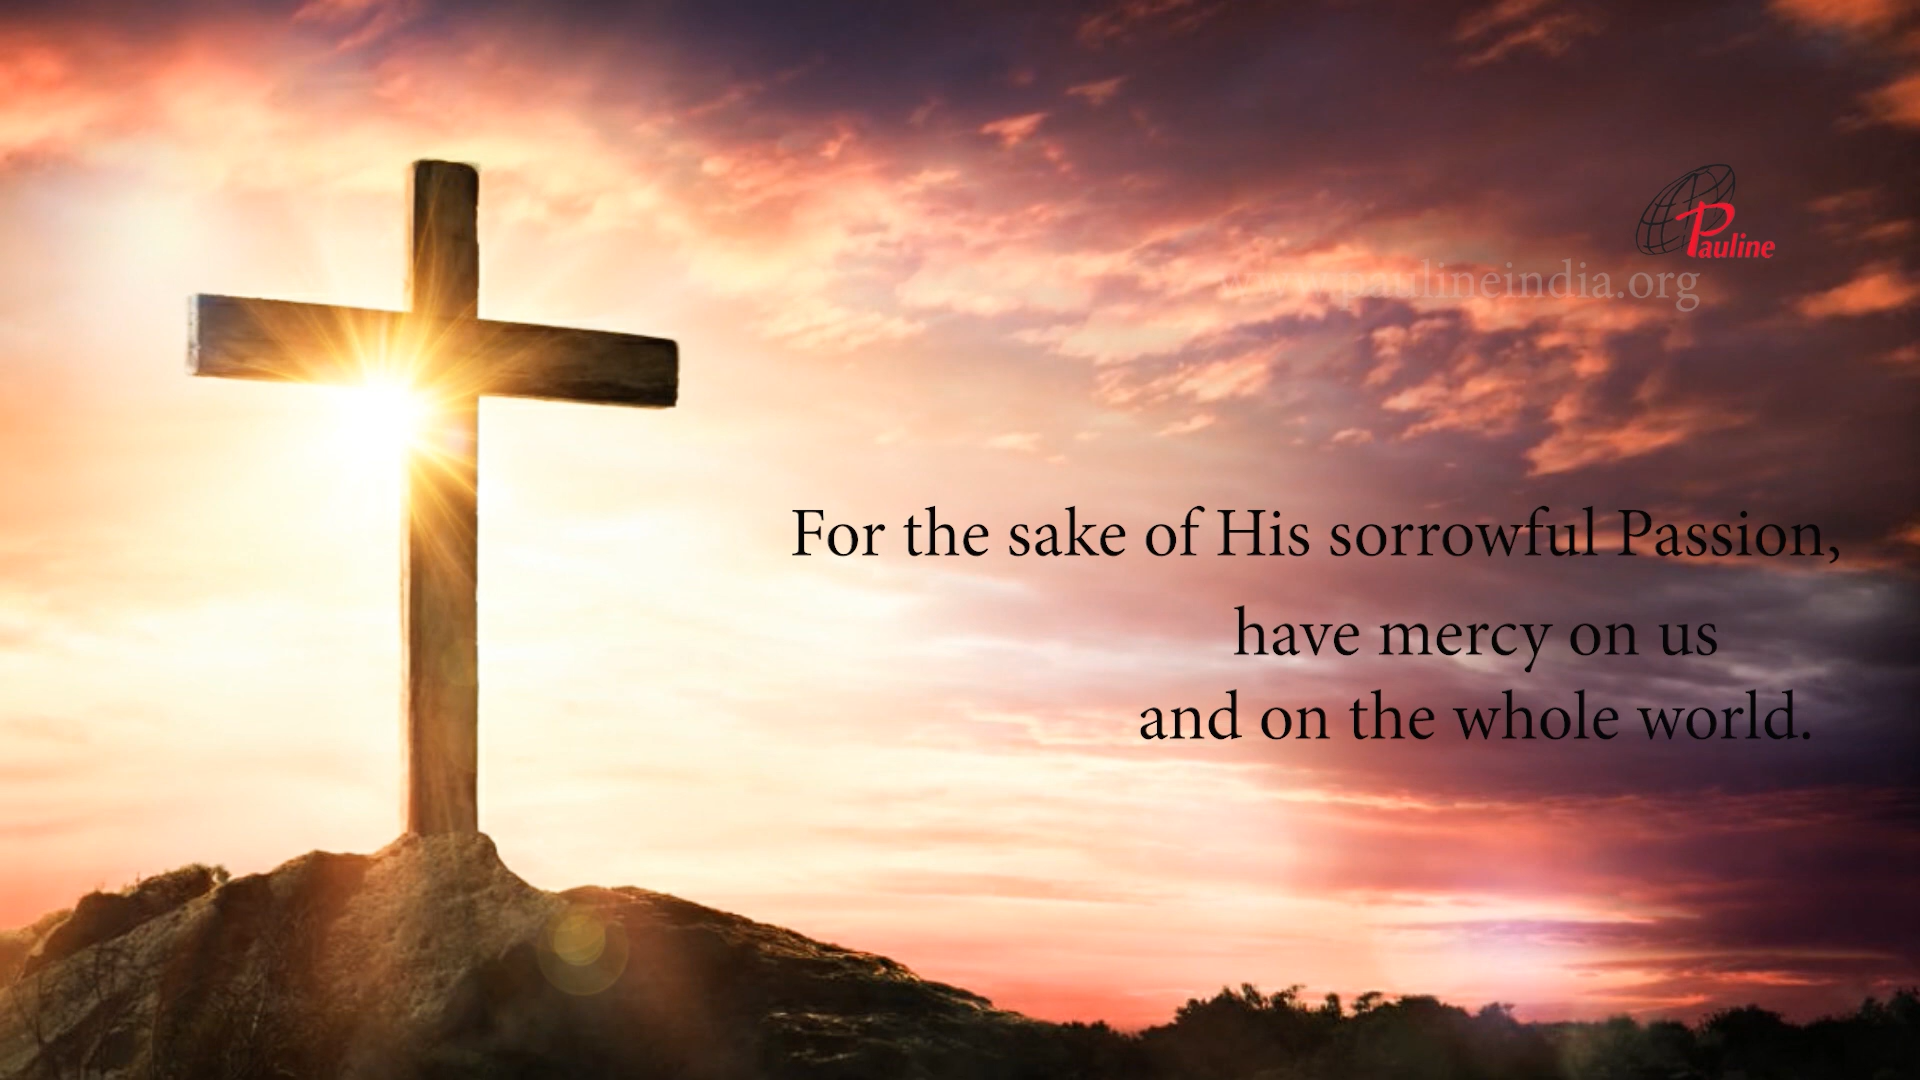 Pauline
www.paulineindia.org
For the sake of His sorrowful Passion,
have mercy on us
and on the whole world.